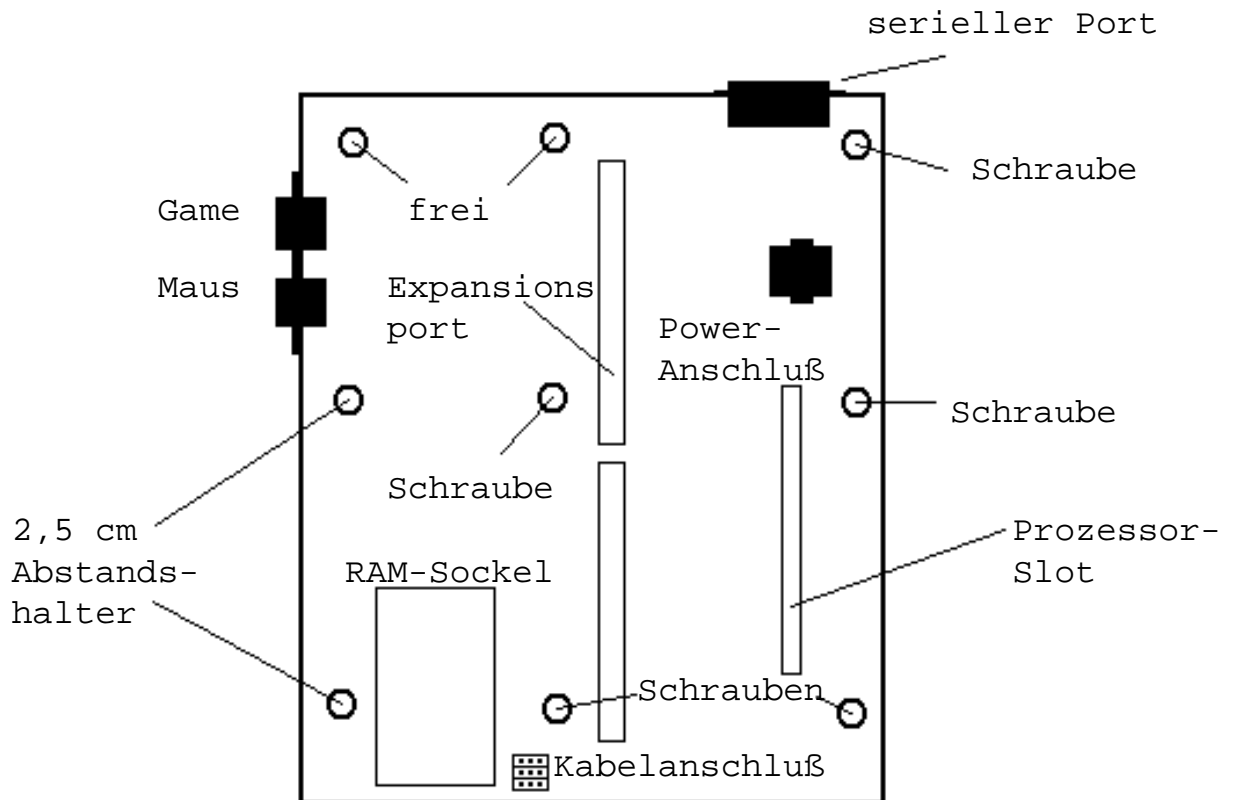 serieller Port
Schraube
Game
frei
Maus
Expansions
port
Power-
Anschluß
Schraube
Schraube
2,5 cm
Abstands-
halter
RAM-Sockel
Prozessor-
Slot
Schrauben
Kabelanschluß